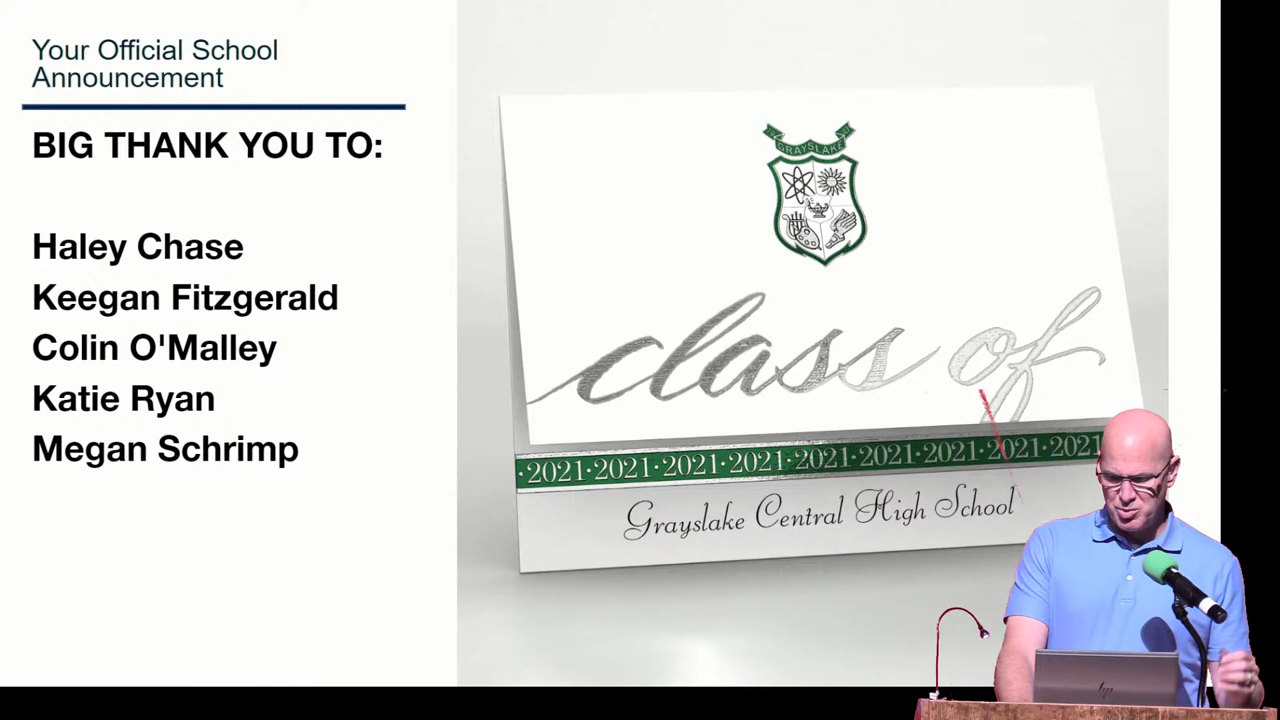 Your Official School
Announcement
BIG THANK YOU TO:
Haley Chase
Keegan Fitzgerald
Colin O'Malley
Katie Ryan
Megan Schrimp
GRAYSLAKE
class of
·2021·2021·2021·2021·2021·2021·2021·2021·2021
Grayslake Central High School
hp